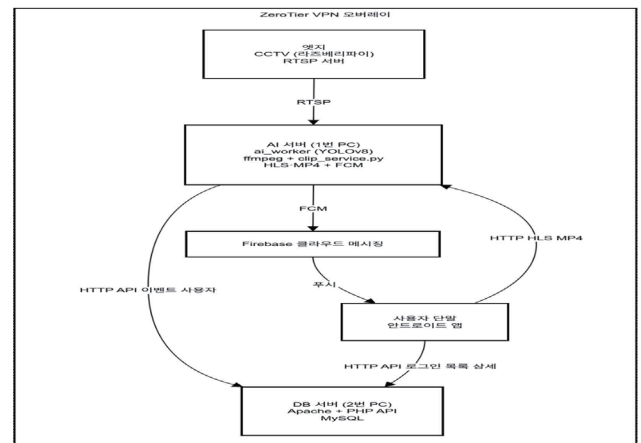 ZeroTier VPN 오버레이
엣지
CCTV (라즈베리파이)
RTSP 서버
RTSP
AI 서버 (1번 PC)
ai_worker (YOLOv8)
ffmpeg + clip_service.py
HLS·MP4 + FCM
FCM
Firebase 클라우드 메시징
HTTP HLS MP4
푸시
HTTP API 이벤트 사용자
사용자 단말
안드로이드 앱
HTTP API 로그인 목록 상세
DB 서버 (2번 PC)
Apache + PHP API
MySQL